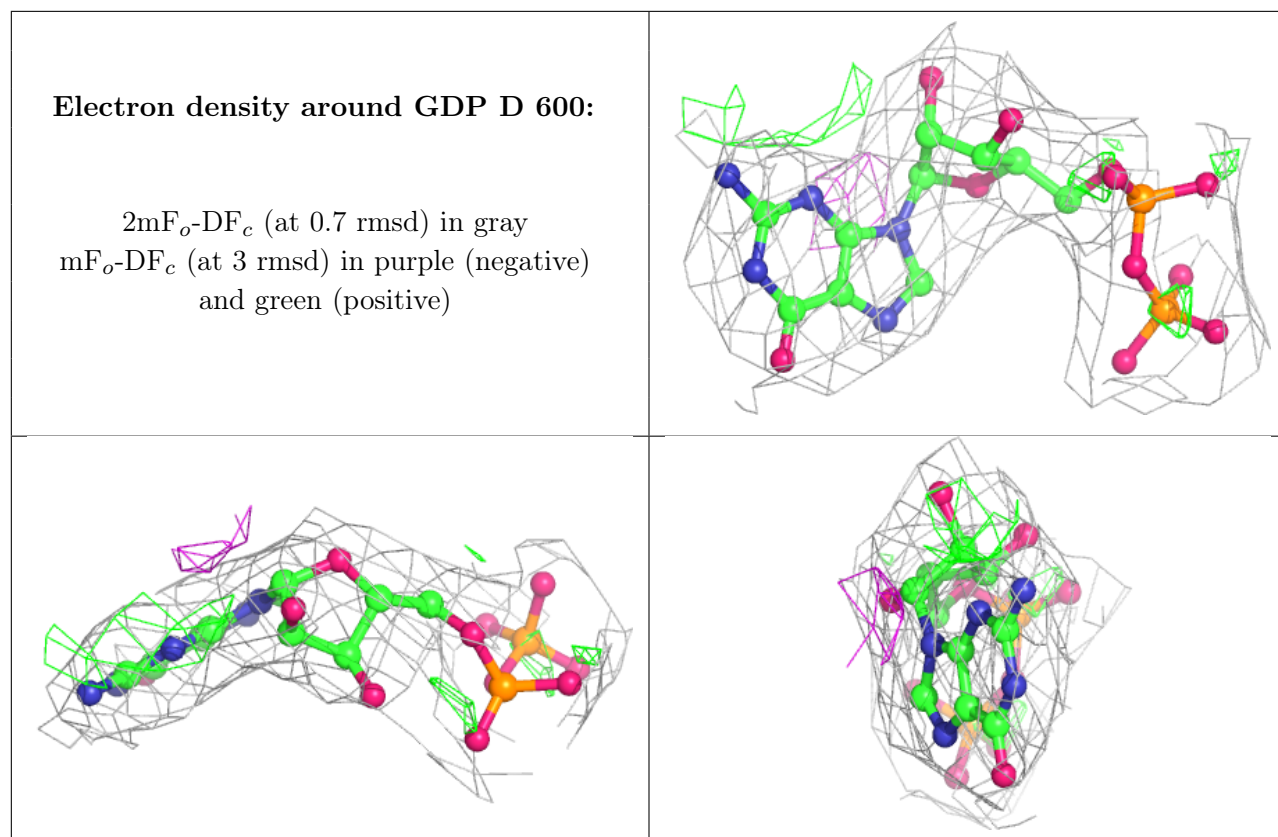 Electron density around GDP D 600:
2mFo-DFc (at 0.7 rmsd) in gray
mFo-DFc (at 3 rmsd) in purple (negative)
and green (positive)